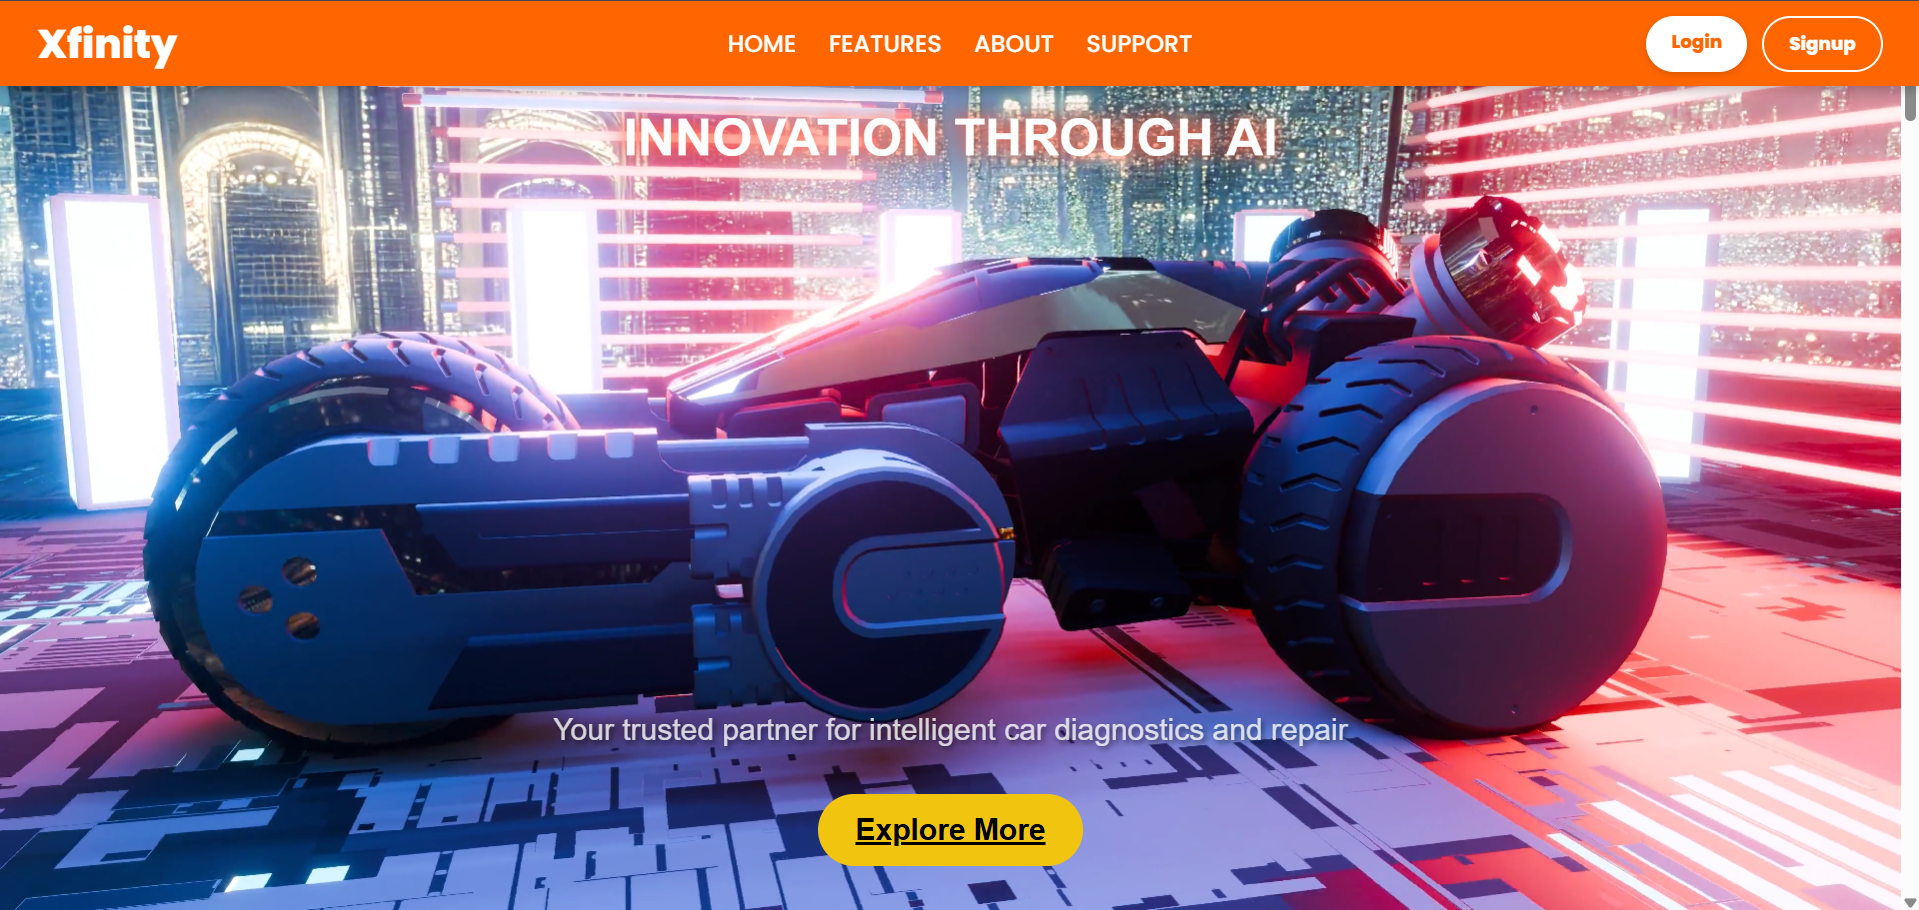 Xfinity
HOME FEATURES ABOUT SUPPORT
Login Signup
INNOVATION THROUGH AI
Your trusted partner for intelligent car diagnostics and repair
Explore More